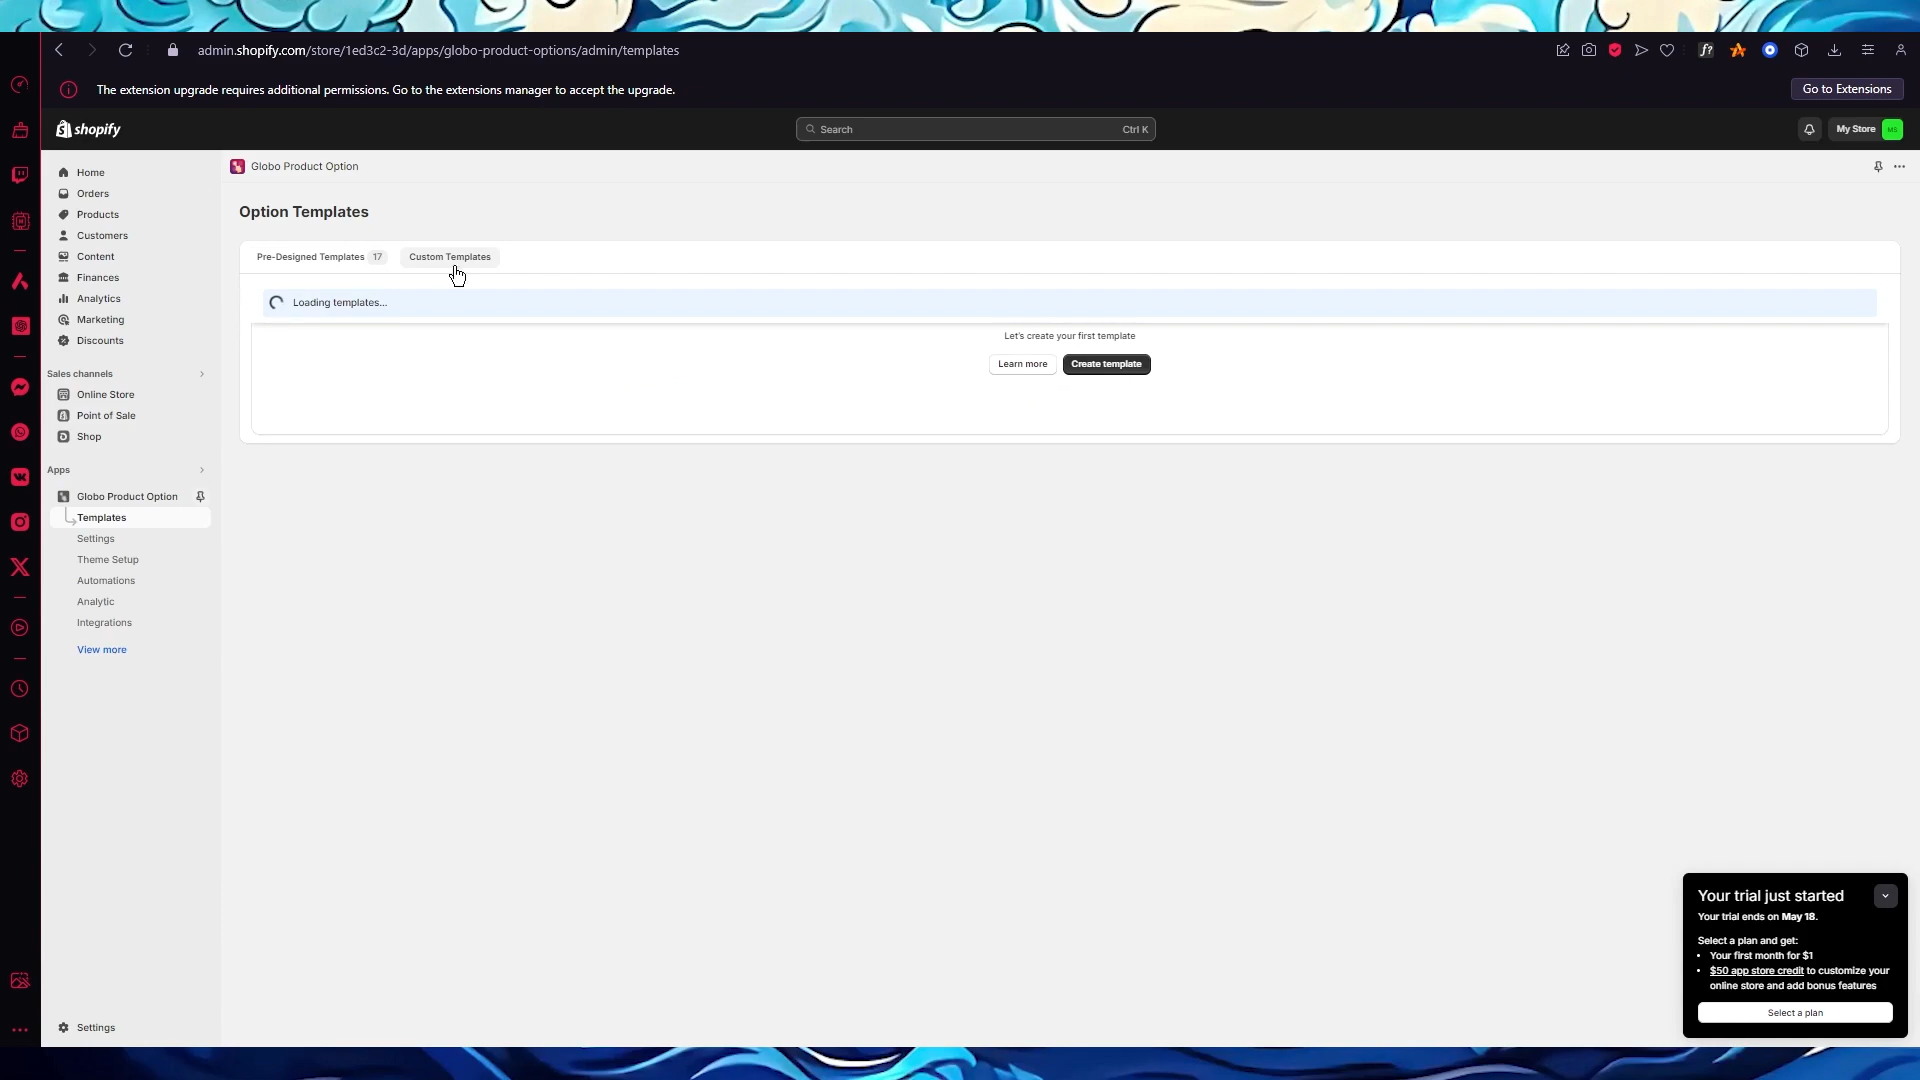 admin.shopify.com/store/1ed3c2-3d/apps/globo-product-options/admin/templates
The extension upgrade requires additional permissions. Go to the extensions manager to accept the upgrade.
Go to Extensions
shopify
Search
Ctrl K
My Store
MS
Home
Orders
Products
Customers
Content
Finances
Analytics
Marketing
Discounts
Sales channels
Online Store
Point of Sale
Shop
Apps
Globo Product Option
Templates
Settings
Theme Setup
Automations
Analytic
Integrations
View more
Settings
Globo Product Option
Option Templates
Pre-Designed Templates 17
Custom Templates
Loading templates...
Let's create your first template
Learn more
Create template
Your trial just started
Your trial ends on May 18.
Select a plan and get:
• Your first month for $1
• $50 app store credit to customize your
online store and add bonus features
Select a plan